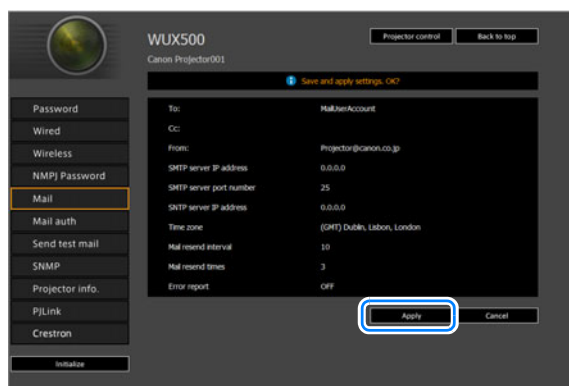 WUX500
Projector control
Back to top
Canon Projector001
Save and apply settings. OK?
Password
Wired
Wireless
NMPJ Password
Mail
Mail auth
Send test mail
SNMP
Projector info.
PJLink
Crestron
Initialize
To: MailUserAccount
Cc:
From: Projector@canon.co.jp
SMTP server IP address 0.0.0.0
SMTP server port number 25
SNTP server IP address 0.0.0.0
Time zone (GMT) Dublin, Lisbon, London
Mail resend interval 10
Mail resend times 3
Error report OFF
Apply
Cancel